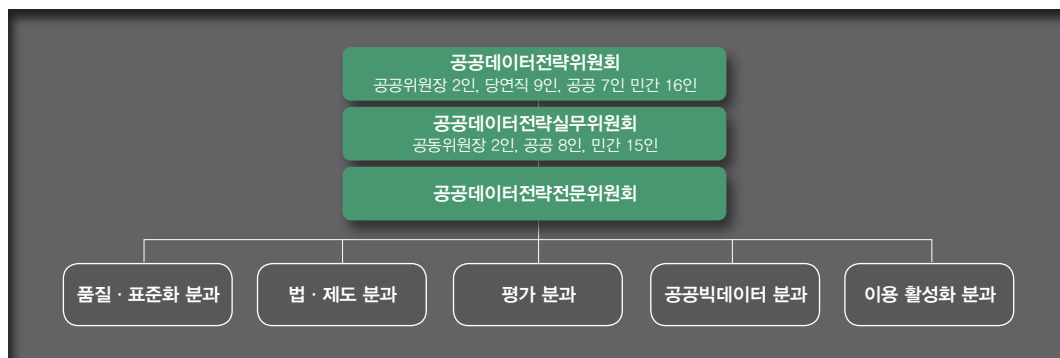 공공데이터전략위원회
공공위원장 2인, 당연직 9인, 공공 7인 민간 16인
공공데이터전략실무위원회
공동위원장 2인, 공공 8인, 민간 15인
공공데이터전략전문위원회
품질 · 표준화 분과
법 · 제도 분과
평가 분과
공공빅데이터 분과
이용 활성화 분과